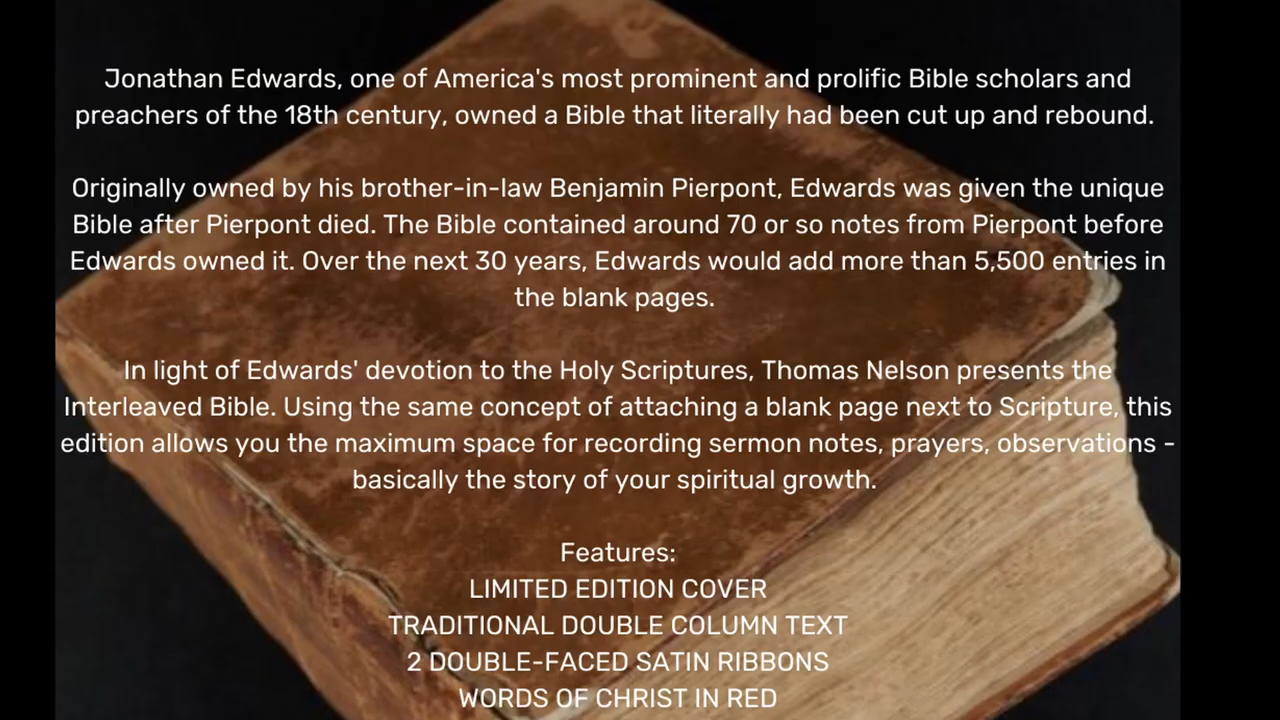 Jonathan Edwards, one of America's most prominent and prolific Bible scholars and
preachers of the 18th century, owned a Bible that literally had been cut up and rebound.
Originally owned by his brother-in-law Benjamin Pierpont, Edwards was given the unique
Bible after Pierpont died. The Bible contained around 70 or so notes from Pierpont before
Edwards owned it. Over the next 30 years, Edwards would add more than 5,500 entries in
the blank pages.
In light of Edwards' devotion to the Holy Scriptures, Thomas Nelson presents the
Interleaved Bible. Using the same concept of attaching a blank page next to Scripture, this
edition allows you the maximum space for recording sermon notes, prayers, observations -
basically the story of your spiritual growth.
Features:
LIMITED EDITION COVER
TRADITIONAL DOUBLE COLUMN TEXT
2 DOUBLE-FACED SATIN RIBBONS
WORDS OF CHRIST IN RED